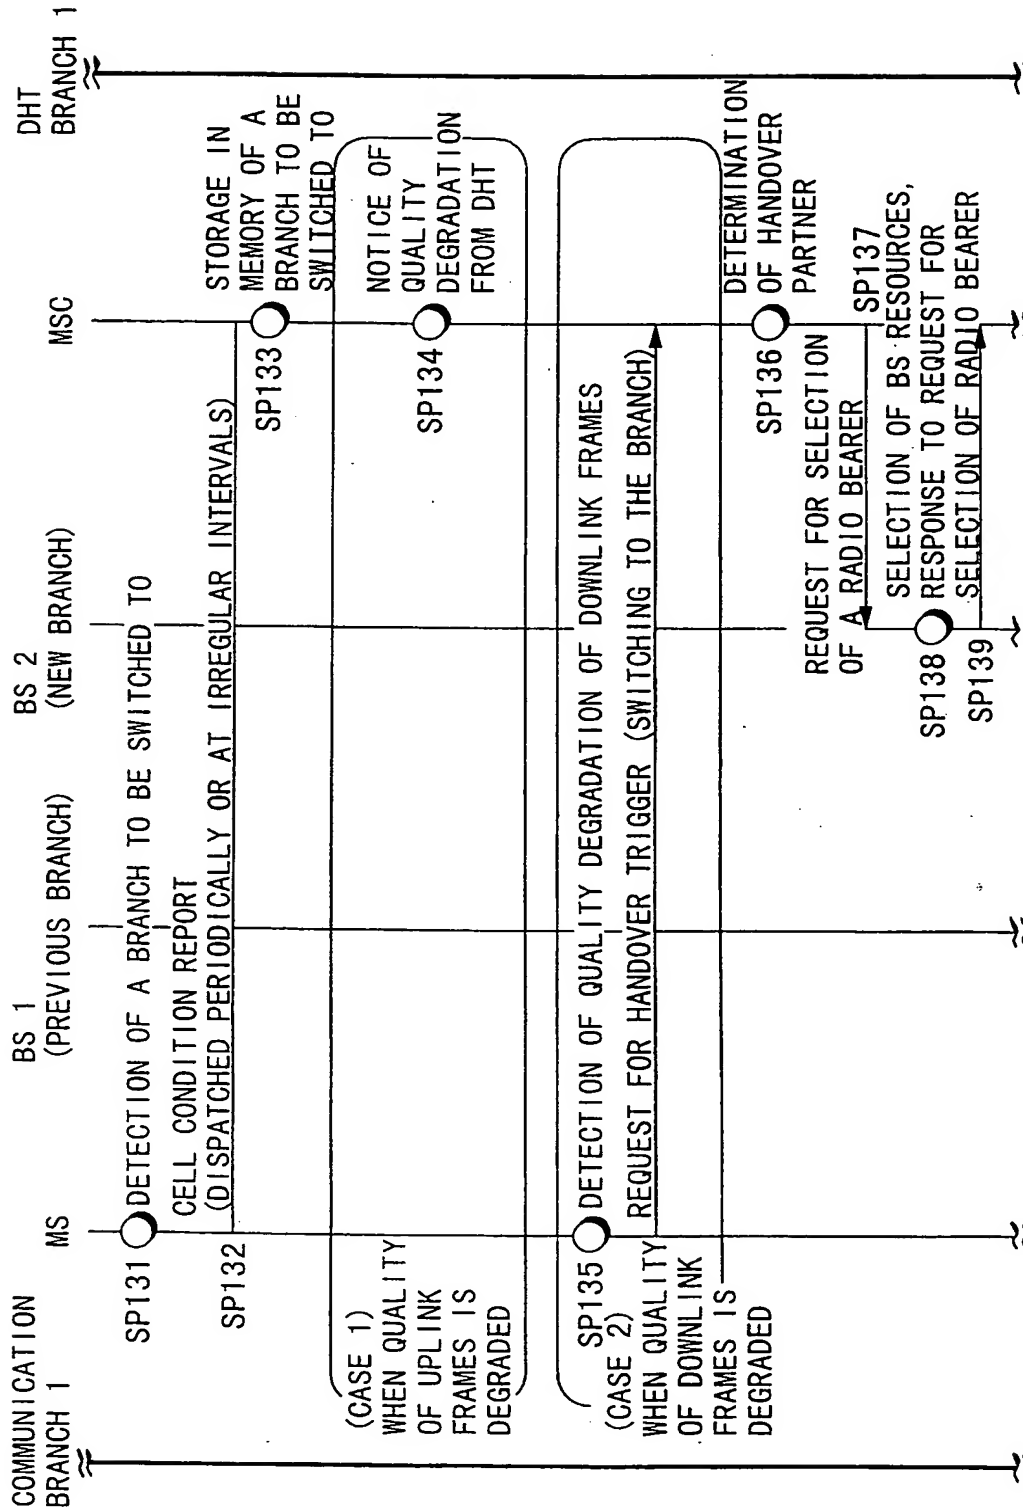 COMMUNICATION
BRANCH 1
MS
BS 1
(PREVIOUS BRANCH)
BS 2
(NEW BRANCH)
MSC
DHT
BRANCH 1
SP131
DETECTION OF A BRANCH TO BE SWITCHED TO
CELL CONDITION REPORT
(DISPATCHED PERIODICALLY OR AT IRREGULAR INTERVALS)
SP132
STORAGE IN
MEMORY OF A
BRANCH TO BE
SWITCHED TO
SP133
(CASE 1)
WHEN QUALITY
OF UPLINK
FRAMES IS
DEGRADED
NOTICE OF
QUALITY
DEGRADATION
FROM DHT
SP134
SP135
DETECTION OF QUALITY DEGRADATION OF DOWNLINK FRAMES
(CASE 2)
WHEN QUALITY
OF DOWNLINK
FRAMES IS
DEGRADED
REQUEST FOR HANDOVER TRIGGER (SWITCHING TO THE BRANCH)
DETERMINATION
OF HANDOVER
PARTNER
SP136
REQUEST FOR SELECTION
OF A RADIO BEARER
SP137
SELECTION OF BS RESOURCES,
RESPONSE TO REQUEST FOR
SELECTION OF RADIO BEARER
SP138
SP139